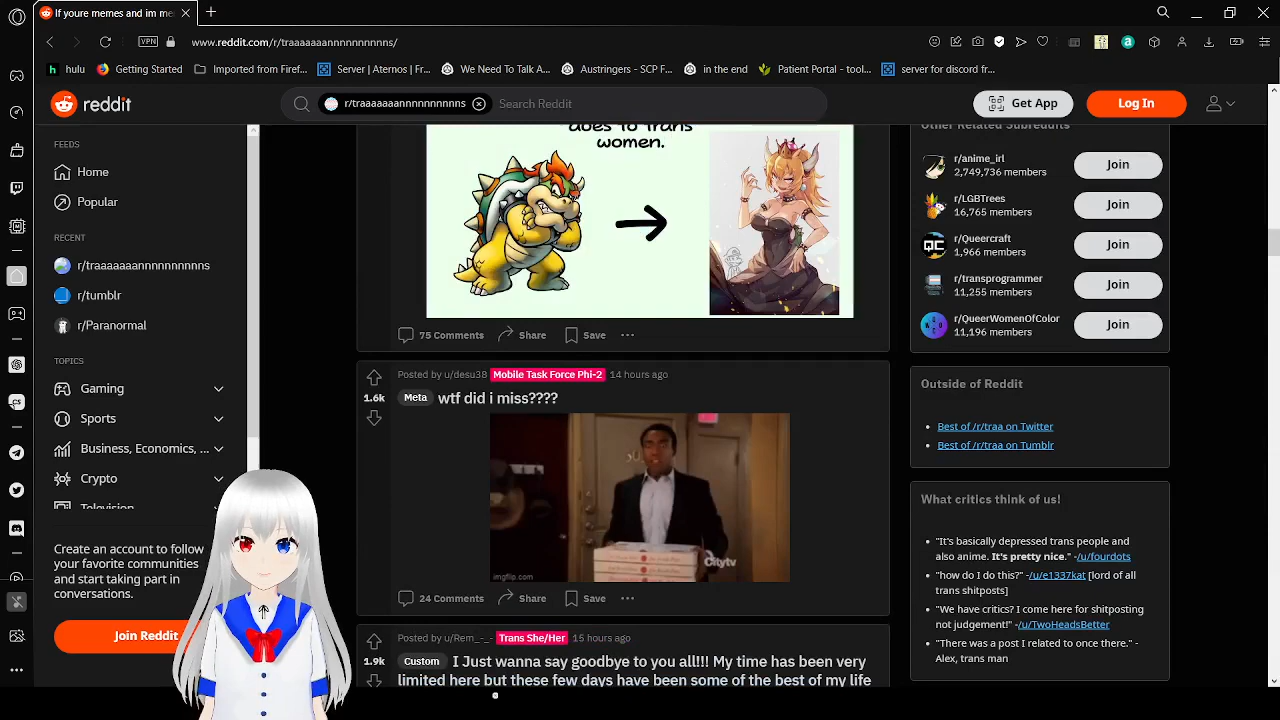 If youre memes and im me
www.reddit.com/r/traaaaaaannnnnnnnnns/
VPN
hulu
Getting Started
Imported from Firef...
Server | Aternos | Fr...
We Need To Talk A...
Austringers - SCP F...
in the end
Patient Portal - tool...
server for discord fr...
reddit
r/traaaaaaannnnnnnnnns
Search Reddit
Get App
Log In
FEEDS
Home
Popular
RECENT
r/traaaaaaannnnnnnnnns
r/tumblr
r/Paranormal
TOPICS
Gaming
Sports
Business, Economics, ...
Crypto
Television
Create an account to follow
your favorite communities
and start taking part in
conversations.
Join Reddit
does to trans
women.
75 Comments
Share
Save
Posted by u/desu38 Mobile Task Force Phi-2 14 hours ago
1.6k
Meta wtf did i miss????
Citytv
imgflip.com
24 Comments
Share
Save
Posted by u/Rem_-_- Trans She/Her 15 hours ago
1.9k
Custom I Just wanna say goodbye to you all!!! My time has been very
limited here but these few days have been some of the best of my life
Other Related Subreddits
r/anime_irl
2,749,736 members
Join
r/LGBTrees
16,765 members
Join
r/Queercraft
1,966 members
Join
r/transprogrammer
11,255 members
Join
r/QueerWomenOfColor
11,196 members
Join
Outside of Reddit
Best of /r/traa on Twitter
Best of /r/traa on Tumblr
What critics think of us!
"It's basically depressed trans people and
also anime. It's pretty nice." -/u/fourdots
"how do I do this?" -/u/e1337kat [lord of all
trans shitposts]
"We have critics? I come here for shitposting
not judgement!" -/u/TwoHeadsBetter
"There was a post I related to once there." -
Alex, trans man